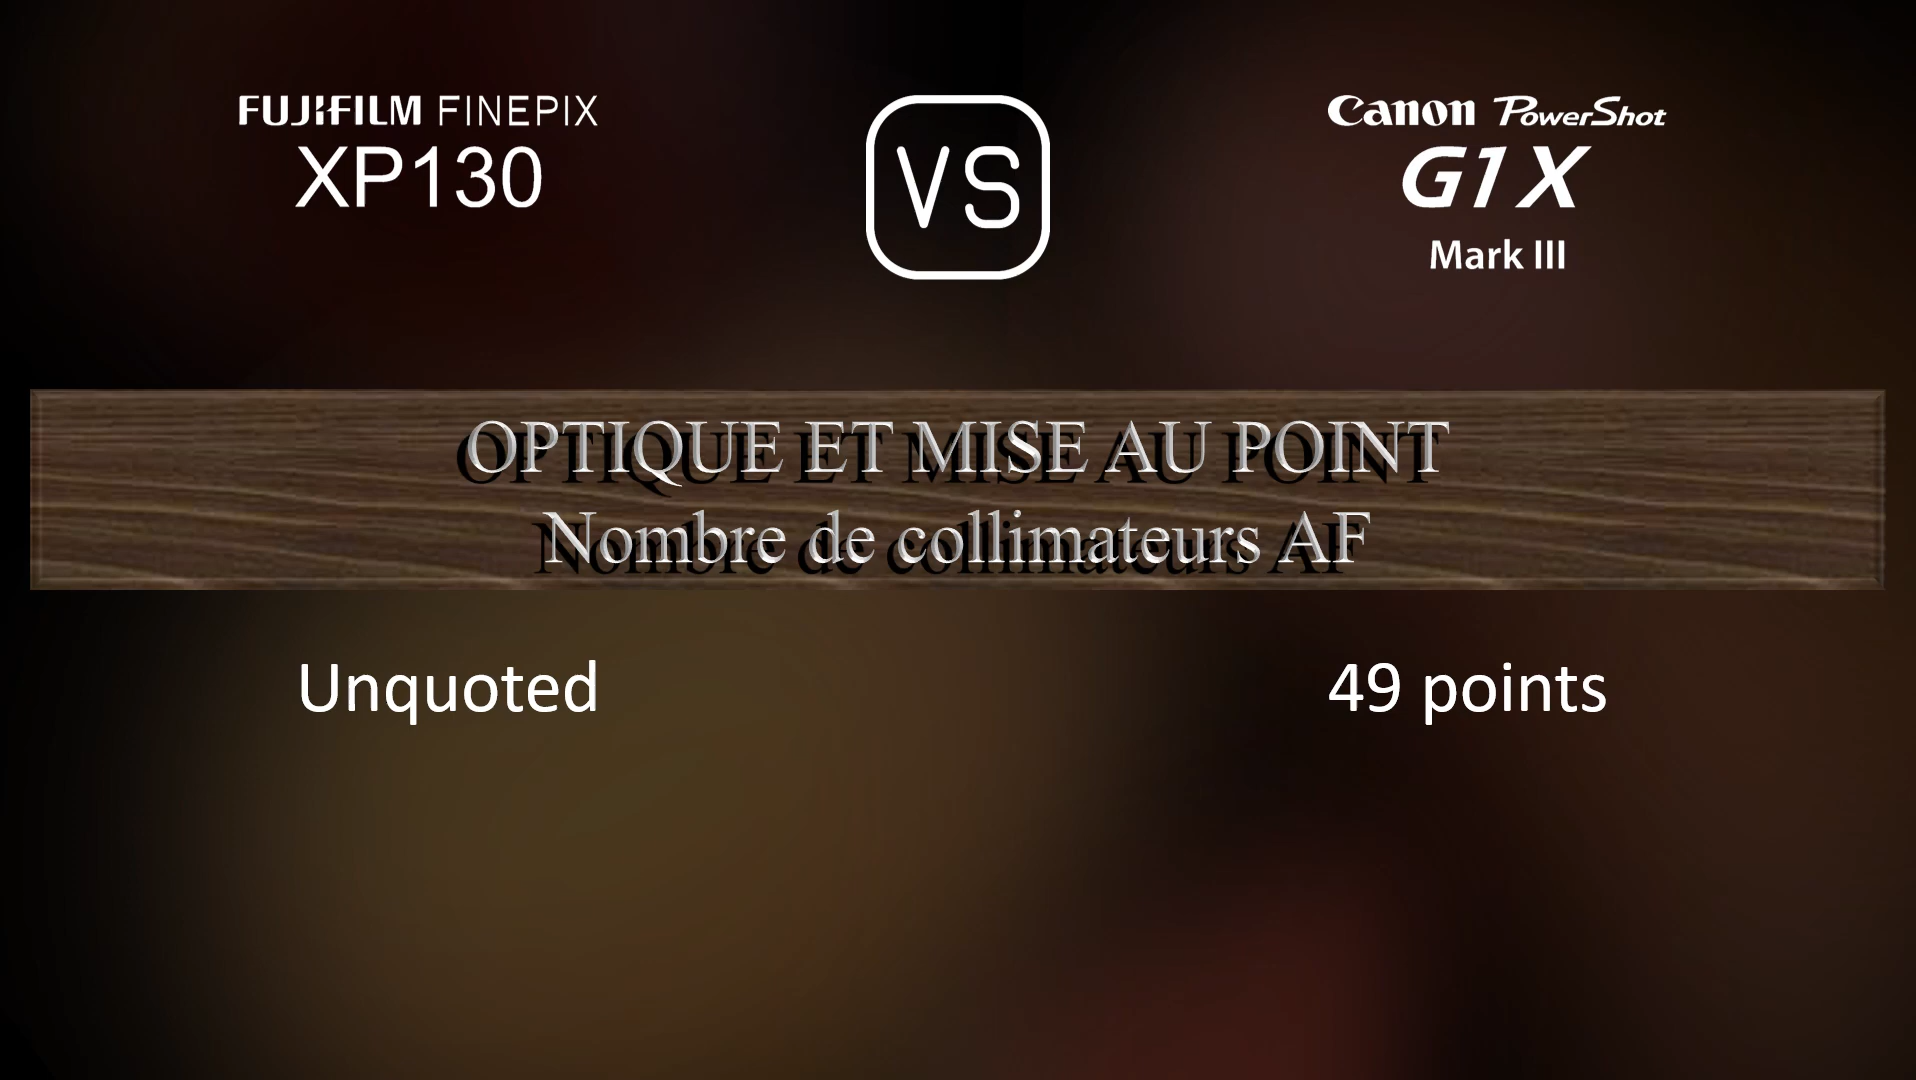 FUJIFILM FINEPIX
XP130
VS
Canon PowerShot
G1 X
Mark III
OPTIQUE ET MISE AU POINT
Nombre de collimateurs AF
Unquoted
49 points